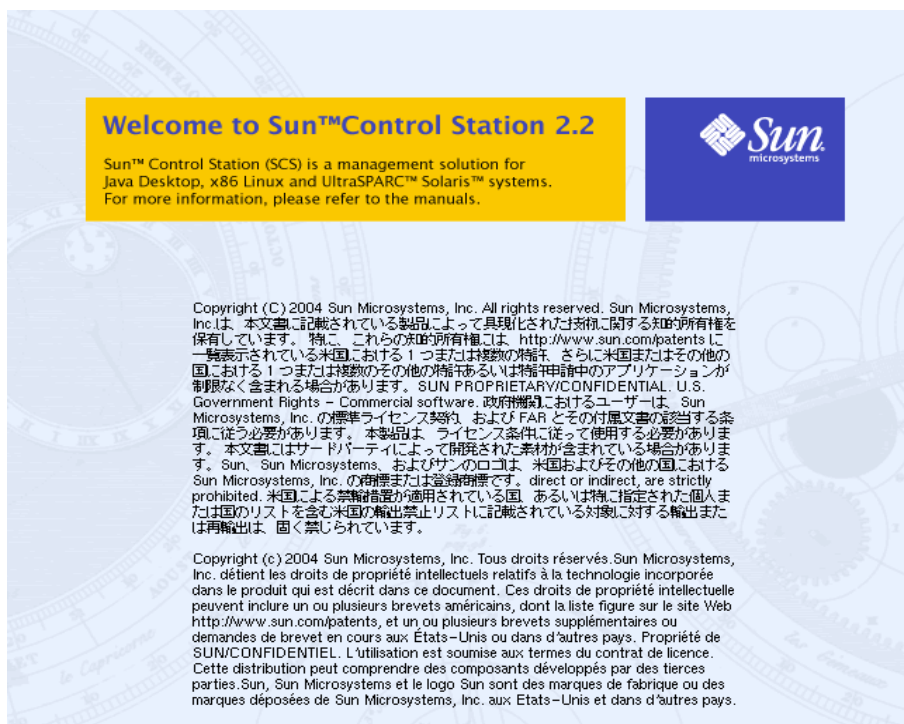 Welcome to Sun™Control Station 2.2
Sun™ Control Station (SCS) is a management solution for
Java Desktop, x86 Linux and UltraSPARC™ Solaris™ systems.
For more information, please refer to the manuals.
Sun
microsystems
Copyright (C) 2004 Sun Microsystems, Inc. All rights reserved. Sun Microsystems,
Inc.は、本文書に記載されている製品によって具現化された技術に関する知的所有権を
保有しています。 特に、これらの知的所有権には、http://www.sun.com/patents に
一覧表示されている米国における 1 つまたは複数の特許、さらに米国またはその他の
国における 1 つまたは複数のその他の特許あるいは特許申請中のアプリケーションが
制限なく含まれる場合があります。SUN PROPRIETARY/CONFIDENTIAL. U.S.
Government Rights - Commercial software. 政府機関におけるユーザーは、Sun
Microsystems, Inc. の標準ライセンス契約、および FAR とその付属文書の該当する条
項に従う必要があります。 本製品は、ライセンス条件に従って使用する必要がありま
す。 本文書にはサードパーティによって開発された素材が含まれている場合がありま
す。Sun、Sun Microsystems、およびサンのロゴは、米国およびその他の国における
Sun Microsystems, Inc. の商標または登録商標です。direct or indirect, are strictly
prohibited. 米国による禁輸措置が適用されている国、あるいは特に指定された個人ま
たは国のリストを含む米国の輸出禁止リストに記載されている対象に対する輸出また
は再輸出は、固く禁じられています。
Copyright (c) 2004 Sun Microsystems, Inc. Tous droits réservés.Sun Microsystems,
Inc. détient les droits de propriété intellectuels relatifs à la technologie incorporée
dans le produit qui est décrit dans ce document. Ces droits de propriété intellectuelle
peuvent inclure un ou plusieurs brevets américains, dont la liste figure sur le site Web
http://www.sun.com/patents, et un ou plusieurs brevets supplémentaires ou
demandes de brevet en cours aux États-Unis ou dans d'autres pays. Propriété de
SUN/CONFIDENTIEL. L'utilisation est soumise aux termes du contrat de licence.
Cette distribution peut comprendre des composants développés par des tierces
parties.Sun, Sun Microsystems et le logo Sun sont des marques de fabrique ou des
marques déposées de Sun Microsystems, Inc. aux Etats-Unis et dans d'autres pays.
le Capricorne